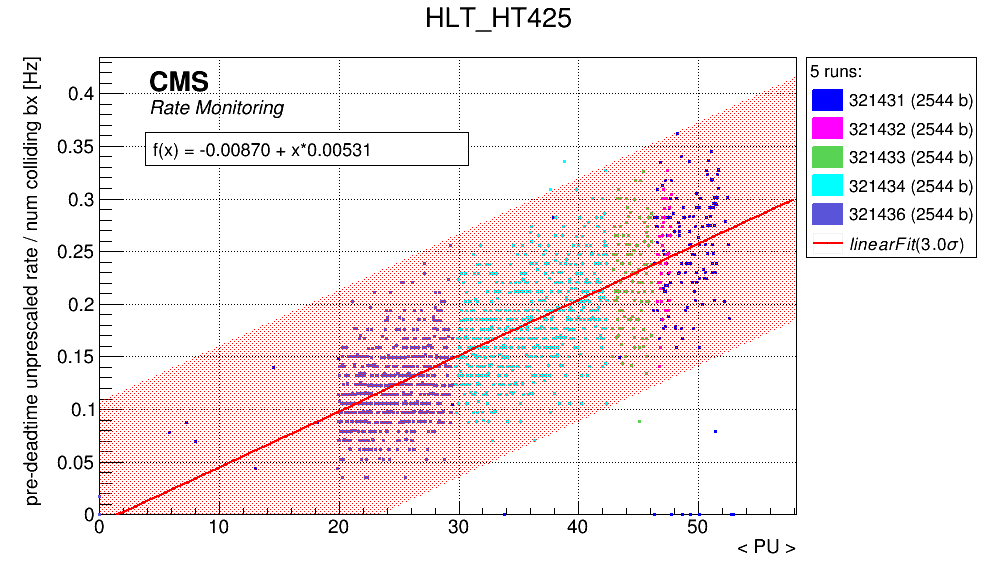 HLT_HT425
pre-deadtime unprescaled rate / num colliding bx [Hz]
CMS
Rate Monitoring
f(x) = -0.00870 + x*0.00531
0.4
0.35
0.3
0.25
0.2
0.15
0.1
0.05
0
0 10 20 30 40 50
< PU >
5 runs:
321431 (2544 b)
321432 (2544 b)
321433 (2544 b)
321434 (2544 b)
321436 (2544 b)
linearFit(3.0σ)